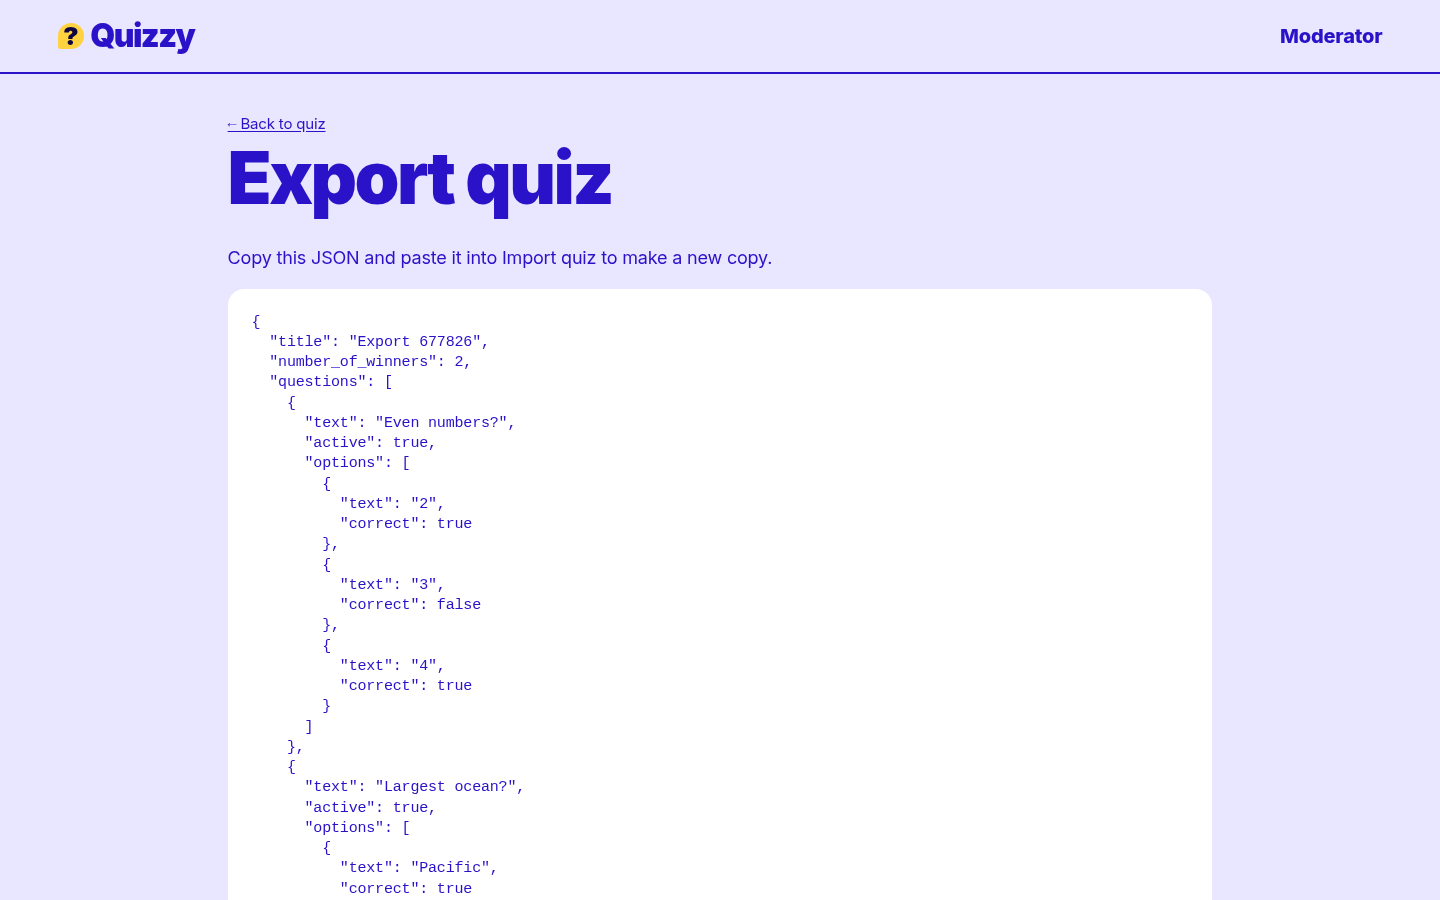 ? Quizzy
Moderator
← Back to quiz
Export quiz
Copy this JSON and paste it into Import quiz to make a new copy.
{
  "title": "Export 677826",
  "number_of_winners": 2,
  "questions": [
    {
      "text": "Even numbers?",
      "active": true,
      "options": [
        {
          "text": "2",
          "correct": true
        },
        {
          "text": "3",
          "correct": false
        },
        {
          "text": "4",
          "correct": true
        }
      ]
    },
    {
      "text": "Largest ocean?",
      "active": true,
      "options": [
        {
          "text": "Pacific",
          "correct": true